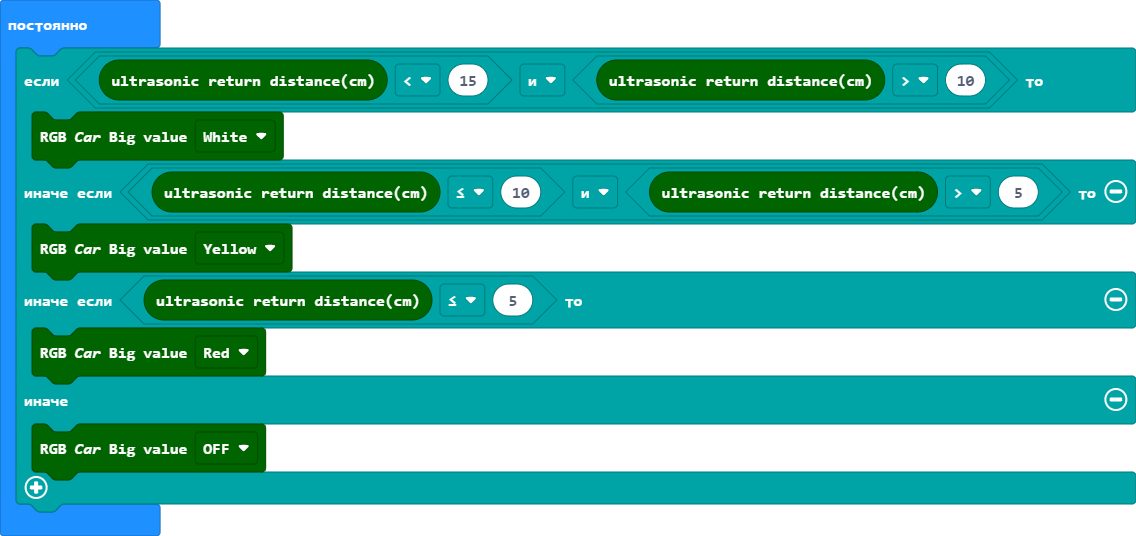 постоянно
если ultrasonic return distance(cm) < 15 и ultrasonic return distance(cm) > 10 то
RGB Car Big value White
иначе если ultrasonic return distance(cm) ≤ 10 и ultrasonic return distance(cm) > 5 то
RGB Car Big value Yellow
иначе если ultrasonic return distance(cm) ≤ 5 то
RGB Car Big value Red
иначе
RGB Car Big value OFF